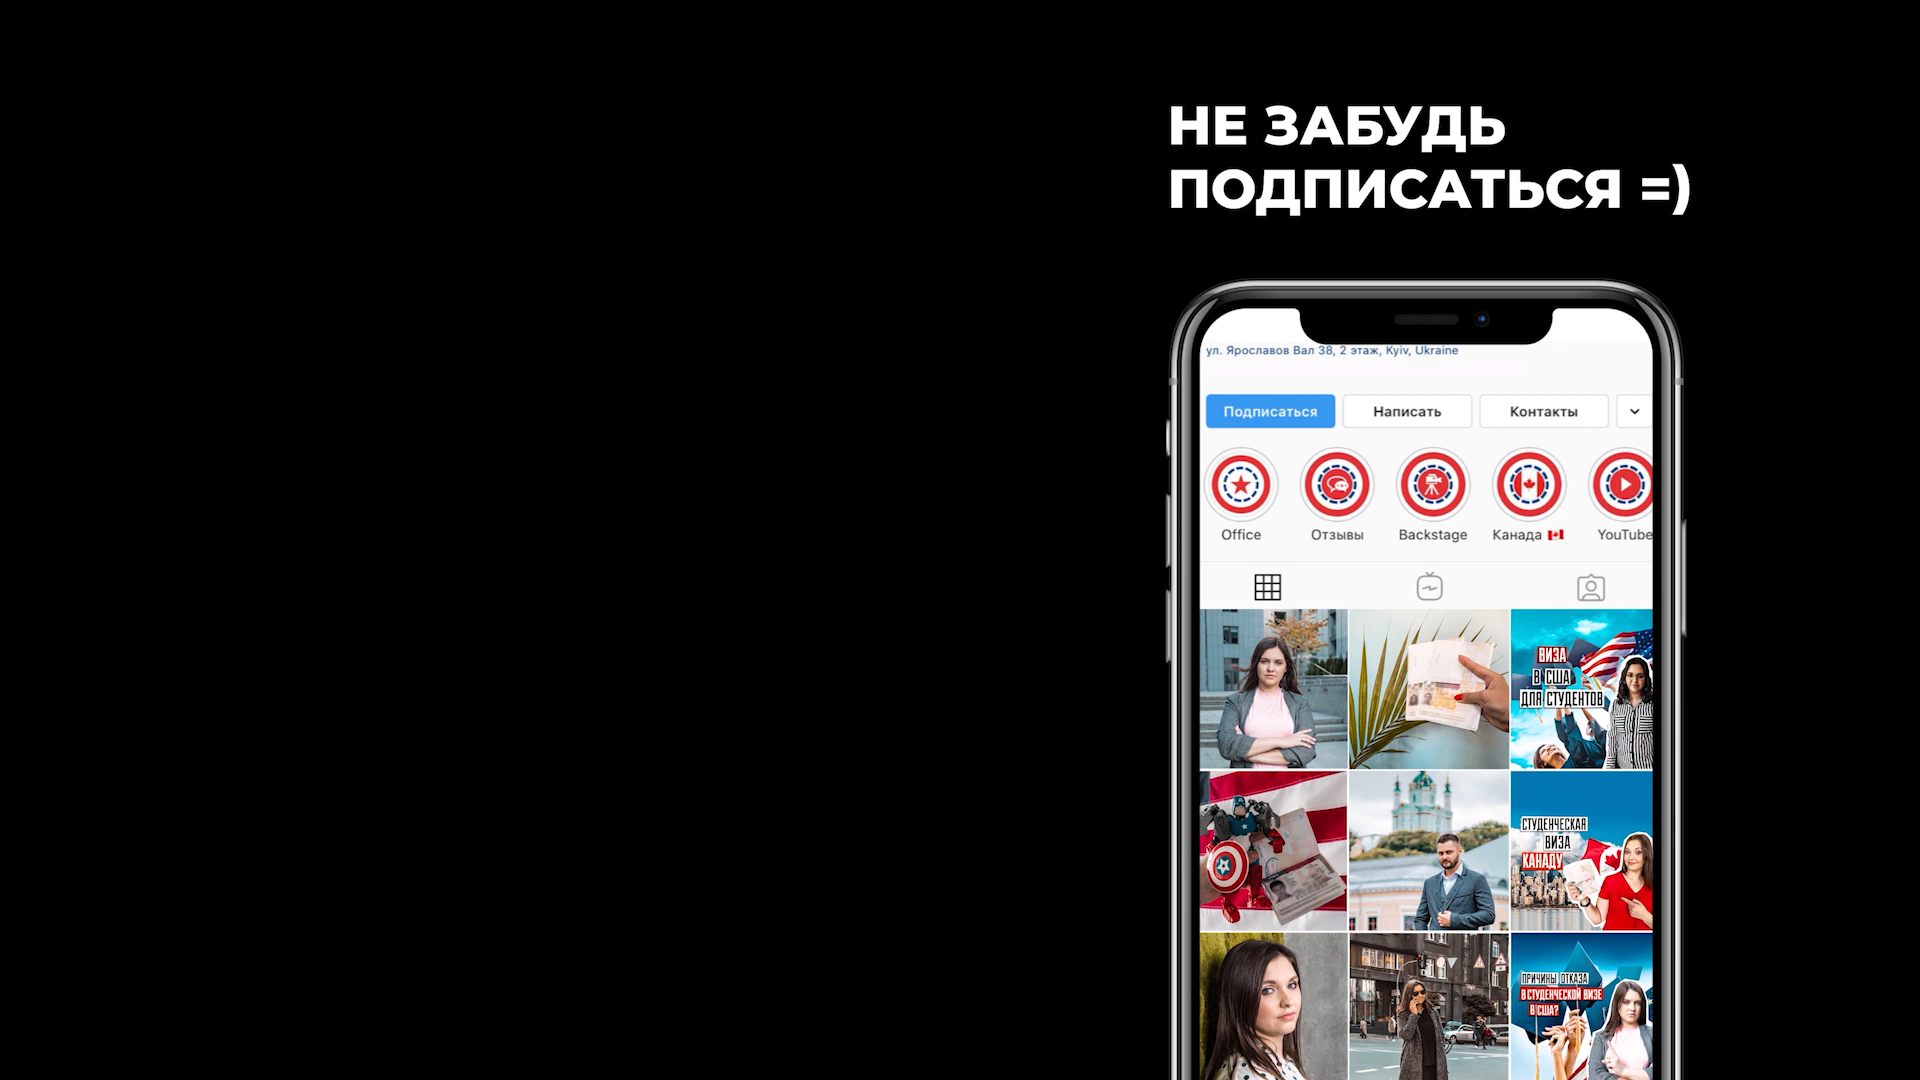 НЕ ЗАБУДЬ
ПОДПИСАТЬСЯ =)
ул. Ярославов Вал 38, 2 этаж, Kyiv, Ukraine
Подписаться
Написать
Контакты
Office
Отзывы
Backstage
Канада 🇨🇦
YouTube
ВИЗА
В США
ДЛЯ СТУДЕНТОВ
СТУДЕНЧЕСКАЯ
ВИЗА
КАНАДУ
ПРИЧИНЫ ОТКАЗА
В СТУДЕНЧЕСКОЙ ВИЗЕ
В США?